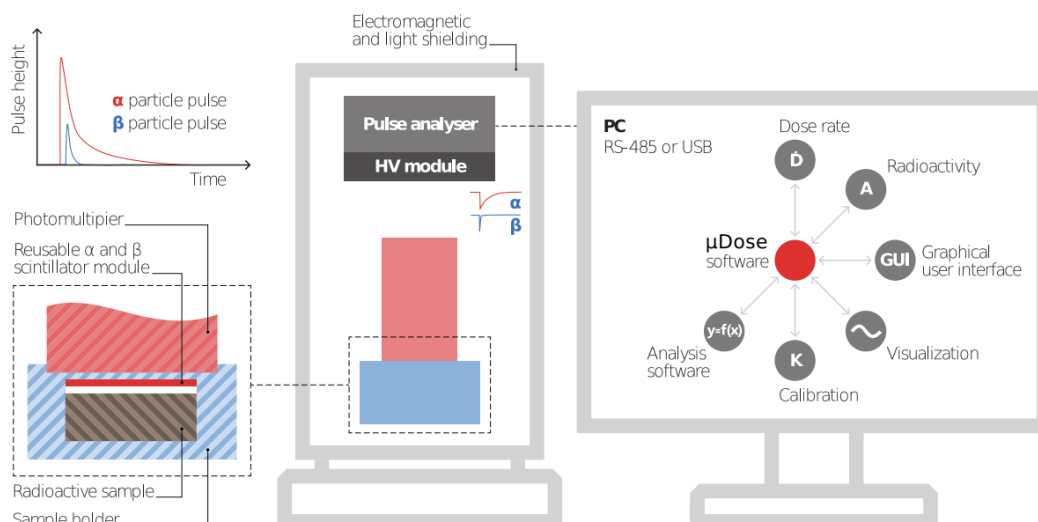 Electromagnetic
and light shielding
Pulse height
α particle pulse
β particle pulse
Time
Pulse analyser
HV module
α
β
Photomultipier
Reusable α and β
scintillator module
Radioactive sample
Sample holder
PC
RS-485 or USB
Dose rate
Ḋ
Radioactivity
A
µDose
software
GUI
Graphical
user interface
y=f(x)
Analysis
software
K
Calibration
Visualization